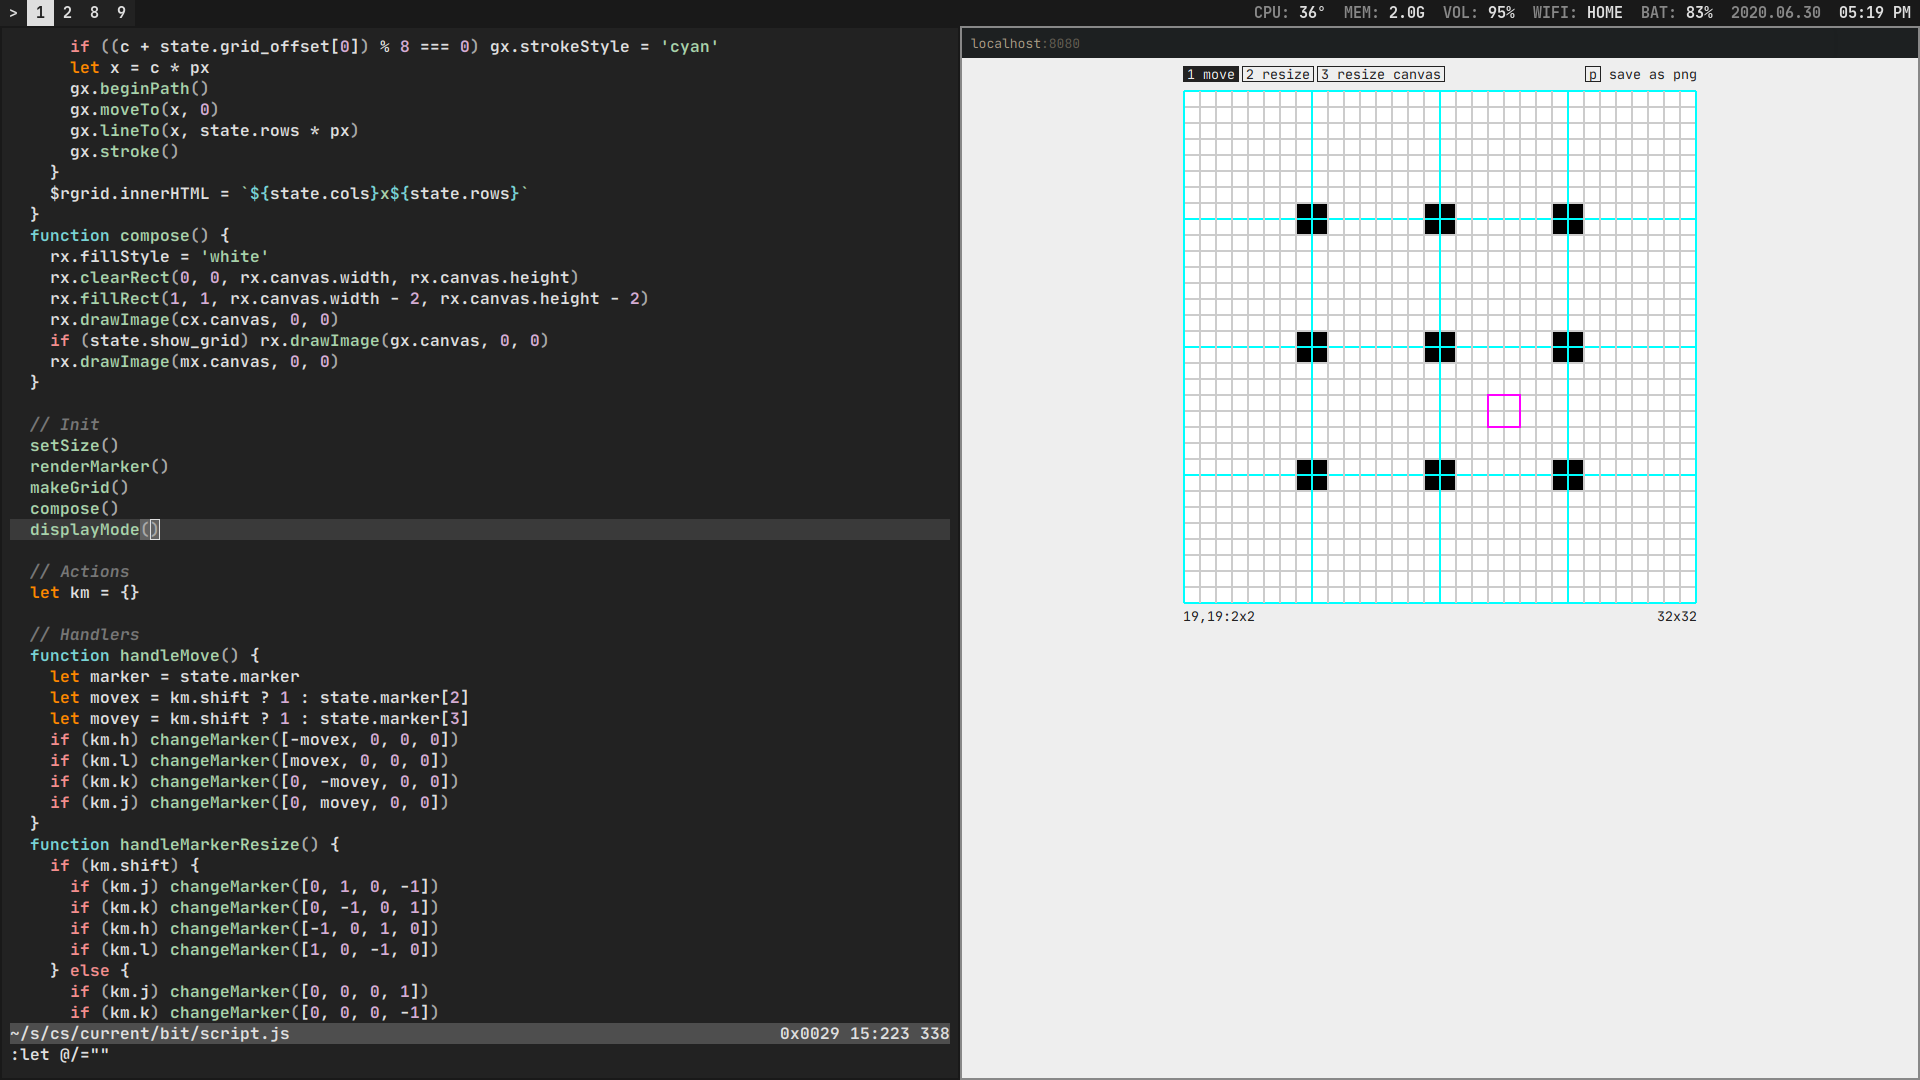 > 1 2 8 9 CPU: 36° MEM: 2.0G VOL: 95% WIFI: HOME BAT: 83% 2020.06.30 05:19 PM
if ((c + state.grid_offset[0]) % 8 === 0) gx.strokeStyle = 'cyan'
let x = c * px
gx.beginPath()
gx.moveTo(x, 0)
gx.lineTo(x, state.rows * px)
gx.stroke()
}
$rgrid.innerHTML = `${state.cols}x${state.rows}`
}
function compose() {
rx.fillStyle = 'white'
rx.clearRect(0, 0, rx.canvas.width, rx.canvas.height)
rx.fillRect(1, 1, rx.canvas.width - 2, rx.canvas.height - 2)
rx.drawImage(cx.canvas, 0, 0)
if (state.show_grid) rx.drawImage(gx.canvas, 0, 0)
rx.drawImage(mx.canvas, 0, 0)
}
// Init
setSize()
renderMarker()
makeGrid()
compose()
displayMode()
// Actions
let km = {}
// Handlers
function handleMove() {
let marker = state.marker
let movex = km.shift ? 1 : state.marker[2]
let movey = km.shift ? 1 : state.marker[3]
if (km.h) changeMarker([-movex, 0, 0, 0])
if (km.l) changeMarker([movex, 0, 0, 0])
if (km.k) changeMarker([0, -movey, 0, 0])
if (km.j) changeMarker([0, movey, 0, 0])
}
function handleMarkerResize() {
if (km.shift) {
if (km.j) changeMarker([0, 1, 0, -1])
if (km.k) changeMarker([0, -1, 0, 1])
if (km.h) changeMarker([-1, 0, 1, 0])
if (km.l) changeMarker([1, 0, -1, 0])
} else {
if (km.j) changeMarker([0, 0, 0, 1])
if (km.k) changeMarker([0, 0, 0, -1])
~/s/cs/current/bit/script.js 0x0029 15:223 338
:let @/=""
localhost:8080
1 move 2 resize 3 resize canvas p save as png
19,19:2x2 32x32